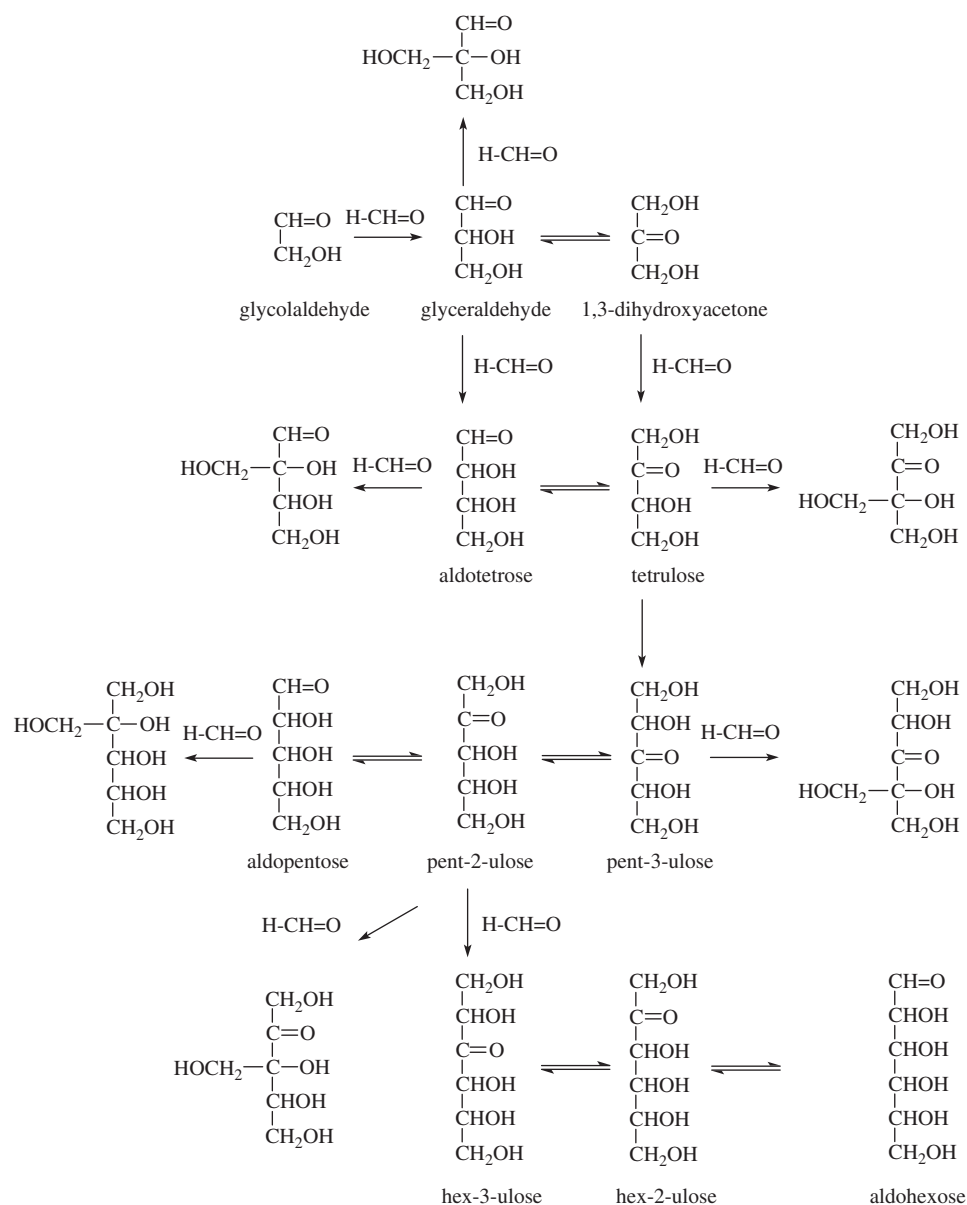 CH=O
HOCH2—C—OH
CH2OH
H-CH=O
CH=O
CH2OH
H-CH=O
CH=O
CHOH
CH2OH
CH2OH
C=O
CH2OH
glycolaldehyde
glyceraldehyde
1,3-dihydroxyacetone
H-CH=O
H-CH=O
CH=O
HOCH2—C—OH
CHOH
CH2OH
H-CH=O
CH=O
CHOH
CHOH
CH2OH
CH2OH
C=O
CHOH
CH2OH
H-CH=O
CH2OH
C=O
HOCH2—C—OH
CH2OH
aldotetrose
tetrulose
CH2OH
HOCH2—C—OH
CHOH
CHOH
CH2OH
H-CH=O
CH=O
CHOH
CHOH
CHOH
CH2OH
CH2OH
C=O
CHOH
CHOH
CH2OH
CH2OH
CHOH
C=O
CHOH
CH2OH
H-CH=O
CH2OH
CHOH
C=O
HOCH2—C—OH
CH2OH
aldopentose
pent-2-ulose
pent-3-ulose
H-CH=O
H-CH=O
CH2OH
C=O
HOCH2—C—OH
CHOH
CH2OH
CH2OH
CHOH
C=O
CHOH
CHOH
CH2OH
CH2OH
C=O
CHOH
CHOH
CHOH
CH2OH
CH=O
CHOH
CHOH
CHOH
CHOH
CH2OH
hex-3-ulose
hex-2-ulose
aldohexose